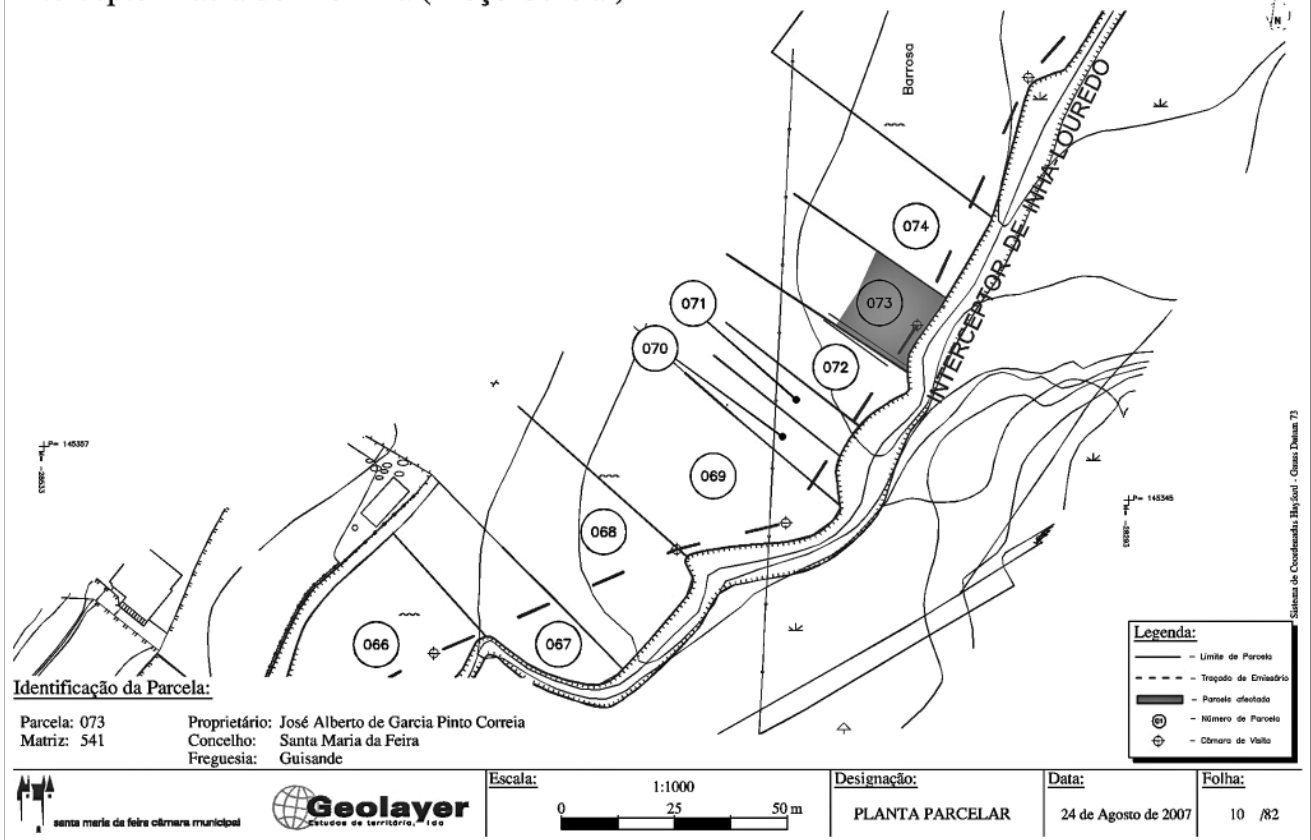 N
Barrosa
INTERCEPTOR DE INHA-LOUREDO
074
073
071
070
072
069
068
067
066
P= 145357
M= -28533
P= 145345
M= -28293
Sistema de Coordenadas Hayford - Gauss Datum 73
Legenda:
- Limite de Parcela
- Traçado de Emissário
- Parcela afectada
01 - Número de Parcela
- Câmara de Visita
Identificação da Parcela:
Parcela: 073
Matriz: 541
Proprietário: José Alberto de Garcia Pinto Correia
Concelho: Santa Maria da Feira
Freguesia: Guisande
santa maria da feira câmara municipal
Geolayer
Estudos de território, lda
Escala:
1:1000
0 25 50 m
Designação:
PLANTA PARCELAR
Data:
24 de Agosto de 2007
Folha:
10 /82